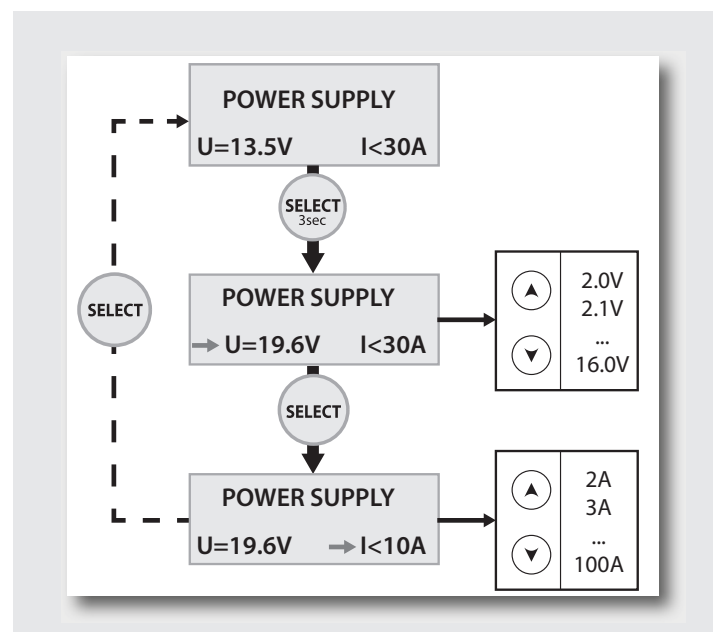 POWER SUPPLY
U=13.5V I<30A
SELECT
3sec
POWER SUPPLY
U=19.6V I<30A
2.0V
2.1V
...
16.0V
SELECT
SELECT
POWER SUPPLY
U=19.6V I<10A
2A
3A
...
100A